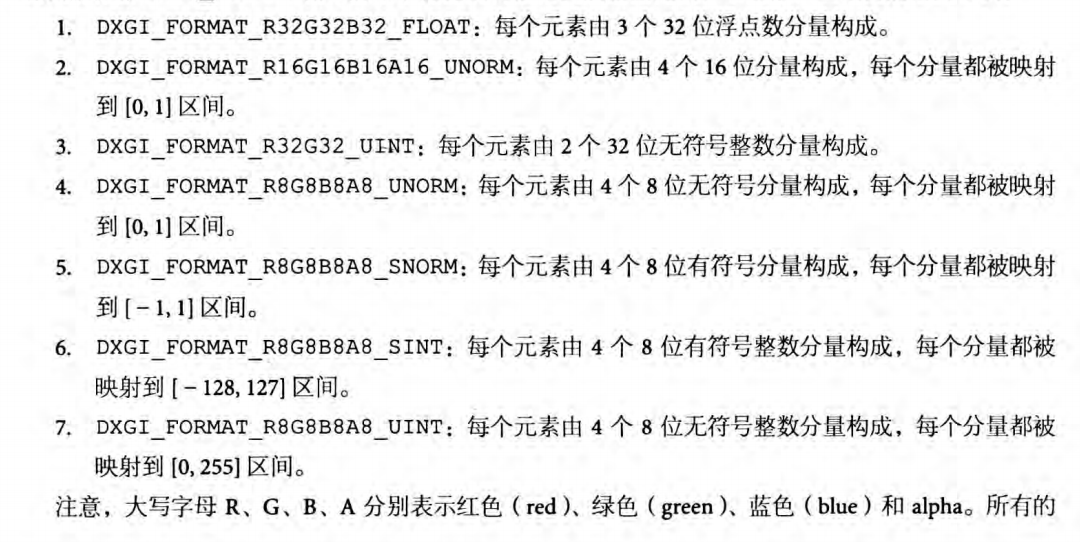 1. DXGI_FORMAT_R32G32B32_FLOAT：每个元素由 3 个 32 位浮点数分量构成。
2. DXGI_FORMAT_R16G16B16A16_UNORM：每个元素由 4 个 16 位分量构成，每个分量都被映射
到 [0, 1] 区间。
3. DXGI_FORMAT_R32G32_UINT：每个元素由 2 个 32 位无符号整数分量构成。
4. DXGI_FORMAT_R8G8B8A8_UNORM：每个元素由 4 个 8 位无符号分量构成，每个分量都被映射
到 [0, 1] 区间。
5. DXGI_FORMAT_R8G8B8A8_SNORM：每个元素由 4 个 8 位有符号分量构成，每个分量都被映射
到 [－1, 1] 区间。
6. DXGI_FORMAT_R8G8B8A8_SINT：每个元素由 4 个 8 位有符号整数分量构成，每个分量都被
映射到 [－128, 127] 区间。
7. DXGI_FORMAT_R8G8B8A8_UINT：每个元素由 4 个 8 位无符号整数分量构成，每个分量都被
映射到 [0, 255] 区间。
注意，大写字母 R、G、B、A 分别表示红色（red）、绿色（green）、蓝色（blue）和 alpha。所有的